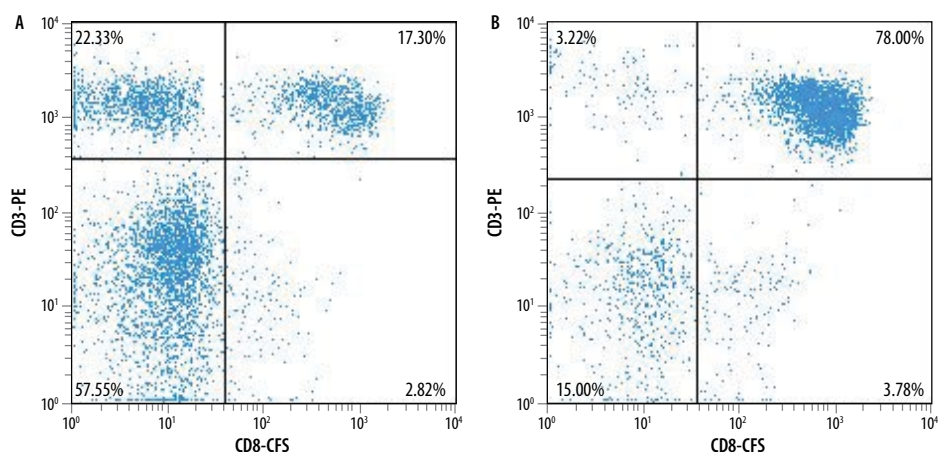 A
10⁴
22.33%
17.30%
10³
CD3-PE
10²
10¹
57.55%
2.82%
10⁰
10⁰ 10¹ 10² 10³ 10⁴
CD8-CFS
B
10⁴
3.22%
78.00%
10³
CD3-PE
10²
10¹
15.00%
3.78%
10⁰
10⁰ 10¹ 10² 10³ 10⁴
CD8-CFS